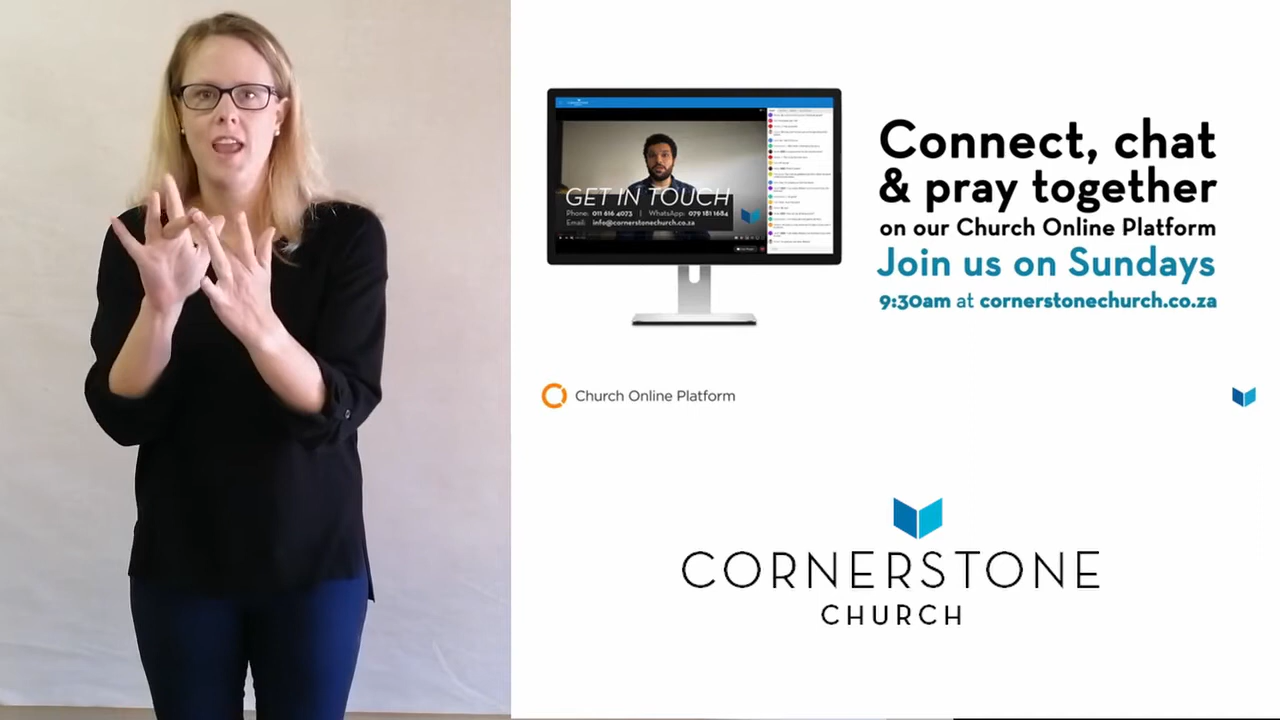 CORNERSTONE
GET IN TOUCH
Phone: 011 616 4073 | WhatsApp: 079 181 1684
Email: info@cornerstonechurch.co.za
Connect, chat
& pray together
on our Church Online Platform
Join us on Sundays
9:30am at cornerstonechurch.co.za
Church Online Platform
CORNERSTONE
CHURCH